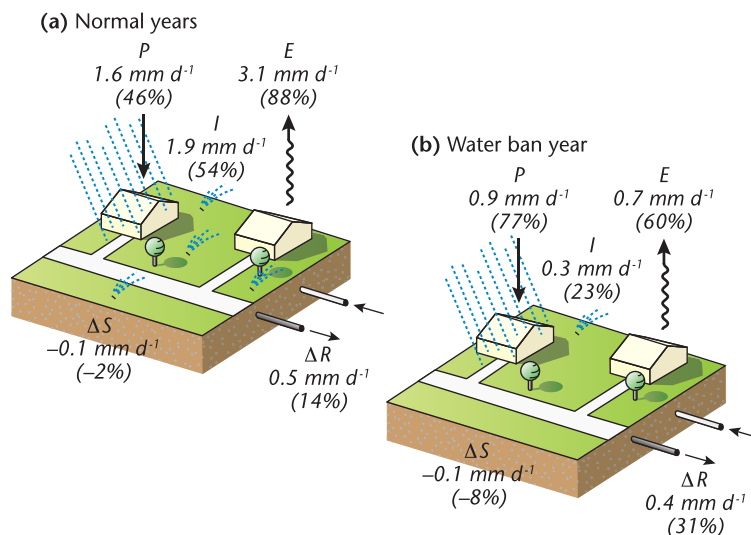 (a) Normal years
P
1.6 mm d⁻¹
(46%)
E
3.1 mm d⁻¹
(88%)
I
1.9 mm d⁻¹
(54%)
ΔS
–0.1 mm d⁻¹
(–2%)
ΔR
0.5 mm d⁻¹
(14%)
(b) Water ban year
P
0.9 mm d⁻¹
(77%)
E
0.7 mm d⁻¹
(60%)
I
0.3 mm d⁻¹
(23%)
ΔS
–0.1 mm d⁻¹
(–8%)
ΔR
0.4 mm d⁻¹
(31%)